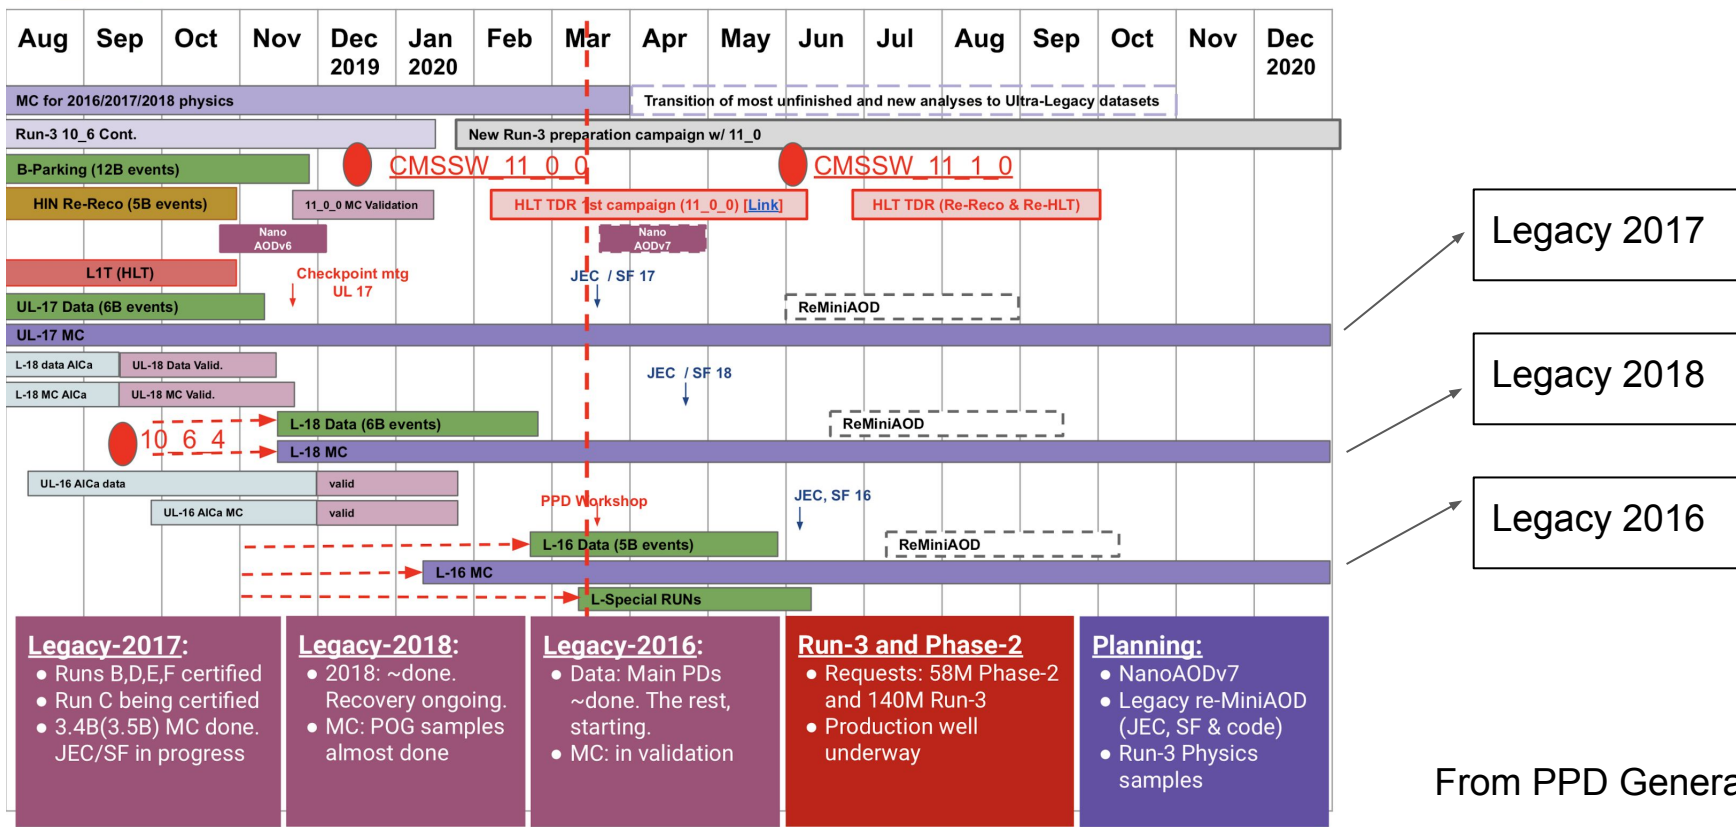 Aug Sep Oct Nov Dec Jan Feb Mar Apr May Jun Jul Aug Sep Oct Nov Dec
2019 2020 2020
MC for 2016/2017/2018 physics
Transition of most unfinished and new analyses to Ultra-Legacy datasets
Run-3 10_6 Cont.
New Run-3 preparation campaign w/ 11_0
B-Parking (12B events)
CMSSW_11_0_0
CMSSW_11_1_0
HIN Re-Reco (5B events)
11_0_0 MC Validation
HLT TDR 1st campaign (11_0_0) [Link]
HLT TDR (Re-Reco & Re-HLT)
Nano
AODv6
Nano
AODv7
L1T (HLT)
Checkpoint mtg
UL 17
JEC / SF 17
UL-17 Data (6B events)
ReMiniAOD
UL-17 MC
L-18 data AlCa
UL-18 Data Valid.
JEC / SF 18
L-18 MC AlCa
UL-18 MC Valid.
L-18 Data (6B events)
ReMiniAOD
10_6_4
L-18 MC
UL-16 AlCa data
valid
PPD Workshop
JEC, SF 16
UL-16 AlCa MC
valid
L-16 Data (5B events)
ReMiniAOD
L-16 MC
L-Special RUNs
Legacy-2017:
● Runs B,D,E,F certified
● Run C being certified
● 3.4B(3.5B) MC done.
JEC/SF in progress
Legacy-2018:
● 2018: ~done.
Recovery ongoing.
● MC: POG samples
almost done
Legacy-2016:
● Data: Main PDs
~done. The rest,
starting.
● MC: in validation
Run-3 and Phase-2
● Requests: 58M Phase-2
and 140M Run-3
● Production well
underway
Planning:
● NanoAODv7
● Legacy re-MiniAOD
(JEC, SF & code)
● Run-3 Physics
samples
Legacy 2017
Legacy 2018
Legacy 2016
From PPD Genera